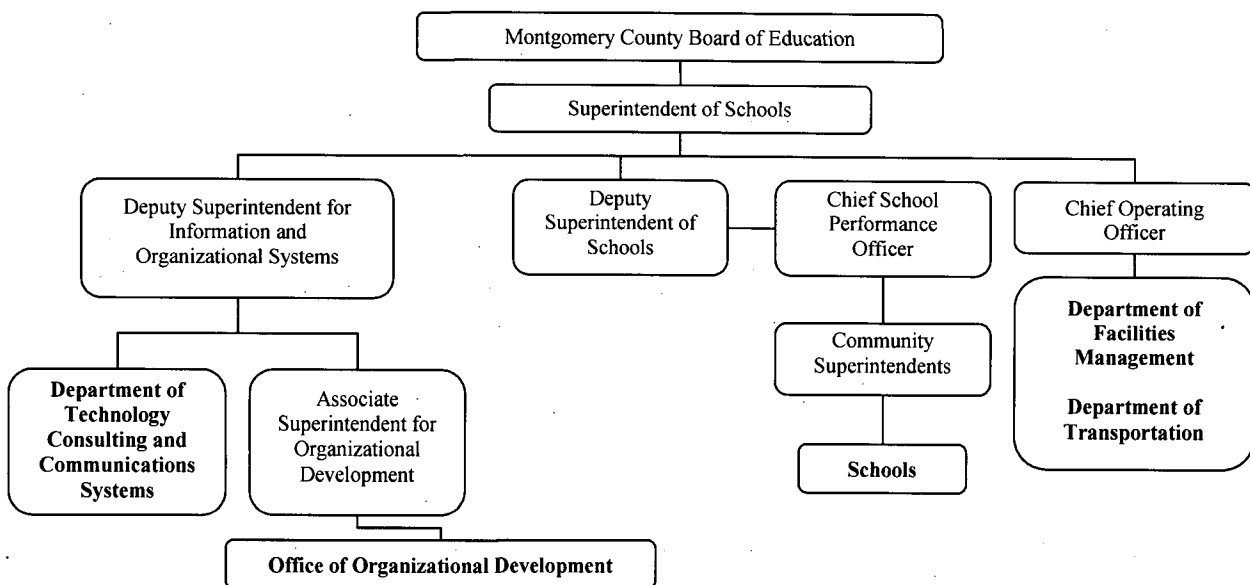 Montgomery County Board of Education
Superintendent of Schools
Deputy Superintendent for
Information and
Organizational Systems
Deputy
Superintendent of
Schools
Chief School
Performance
Officer
Chief Operating
Officer
Department of
Technology
Consulting and
Communications
Systems
Associate
Superintendent for
Organizational
Development
Community
Superintendents
Department of
Facilities
Management
Department of
Transportation
Schools
Office of Organizational Development